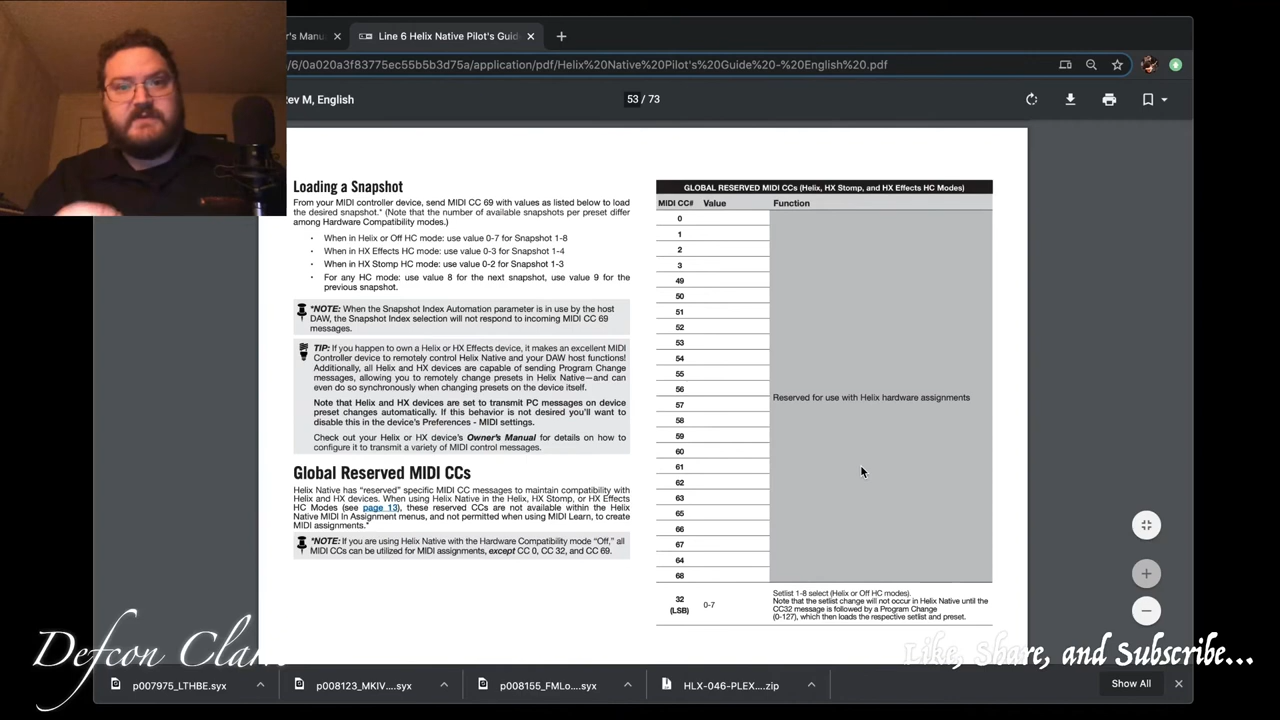 r's Manu
Line 6 Helix Native Pilot's Guid
/6/0a020a3f83775ec55b5b3d75a/application/pdf/Helix%20Native%20Pilot's%20Guide%20-%20English%20.pdf
ev M, English
53 / 73
Loading a Snapshot
From your MIDI controller device, send MIDI CC 69 with values as listed below to load
the desired snapshot.* (Note that the number of available snapshots per preset differ
among Hardware Compatibility modes.)
· When in Helix or Off HC mode: use value 0-7 for Snapshot 1-8
· When in HX Effects HC mode: use value 0-3 for Snapshot 1-4
· When in HX Stomp HC mode: use value 0-2 for Snapshot 1-3
· For any HC mode: use value 8 for the next snapshot, use value 9 for the
previous snapshot.
*NOTE: When the Snapshot Index Automation parameter is in use by the host
DAW, the Snapshot Index selection will not respond to incoming MIDI CC 69
messages.
TIP: If you happen to own a Helix or HX Effects device, it makes an excellent MIDI
Controller device to remotely control Helix Native and your DAW host functions!
Additionally, all Helix and HX devices are capable of sending Program Change
messages, allowing you to remotely change presets in Helix Native—and can
even do so synchronously when changing presets on the device itself.
Note that Helix and HX devices are set to transmit PC messages on device
preset changes automatically. If this behavior is not desired you'll want to
disable this in the device's Preferences - MIDI settings.
Check out your Helix or HX device's Owner's Manual for details on how to
configure it to transmit a variety of MIDI control messages.
Global Reserved MIDI CCs
Helix Native has "reserved" specific MIDI CC messages to maintain compatibility with
Helix and HX devices. When using Helix Native in the Helix, HX Stomp, or HX Effects
HC Modes (see page 13), these reserved CCs are not available within the Helix
Native MIDI In Assignment menus, and not permitted when using MIDI Learn, to create
MIDI assignments.*
*NOTE: If you are using Helix Native with the Hardware Compatibility mode "Off," all
MIDI CCs can be utilized for MIDI assignments, except CC 0, CC 32, and CC 69.
GLOBAL RESERVED MIDI CCs (Helix, HX Stomp, and HX Effects HC Modes)
MIDI CC# Value Function
0
1
2
3
49
50
51
52
53
54
55
56
57
58
59
60
61
62
63
65
66
67
64
68
Reserved for use with Helix hardware assignments
32
(LSB)
0-7
Setlist 1-8 select (Helix or Off HC modes).
Note that the setlist change will not occur in Helix Native until the
CC32 message is followed by a Program Change
(0-127), which then loads the respective setlist and preset.
Defcon Cla
Like, Share, and Subscribe...
p007975_LTHBE.syx
p008123_MKIV....syx
p008155_FMLo....syx
HLX-046-PLEX....zip
Show All